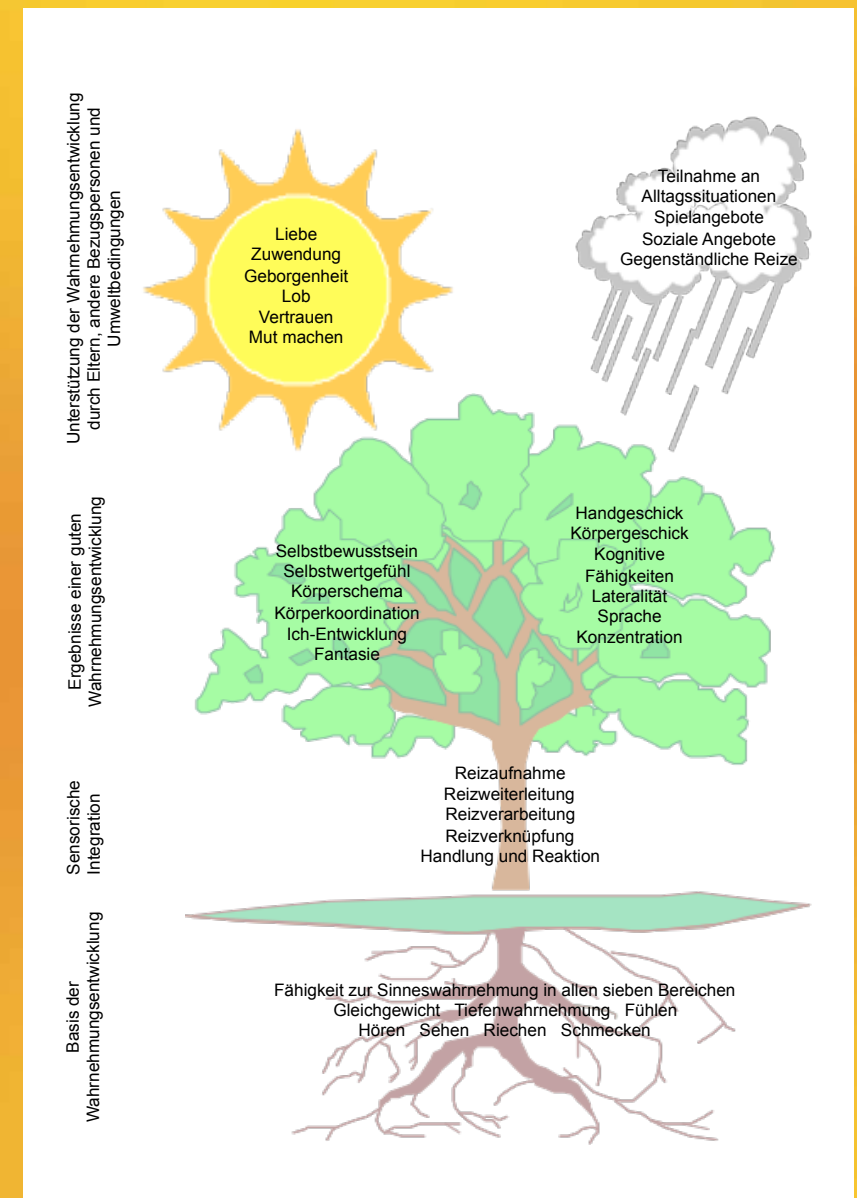 Unterstützung der Wahrnehmungsentwicklung
durch Eltern, andere Bezugspersonen und
Umweltbedingungen
Liebe
Zuwendung
Geborgenheit
Lob
Vertrauen
Mut machen
Teilnahme an
Alltagssituationen
Spielangebote
Soziale Angebote
Gegenständliche Reize
Ergebnisse einer guten
Wahrnehmungsentwicklung
Selbstbewusstsein
Selbstwertgefühl
Körperschema
Körperkoordination
Ich-Entwicklung
Fantasie
Handgeschick
Körpergeschick
Kognitive
Fähigkeiten
Lateralität
Sprache
Konzentration
Sensorische
Integration
Reizaufnahme
Reizweiterleitung
Reizverarbeitung
Reizverknüpfung
Handlung und Reaktion
Basis der
Wahrnehmungsentwicklung
Fähigkeit zur Sinneswahrnehmung in allen sieben Bereichen
Gleichgewicht Tiefenwahrnehmung Fühlen
Hören Sehen Riechen Schmecken